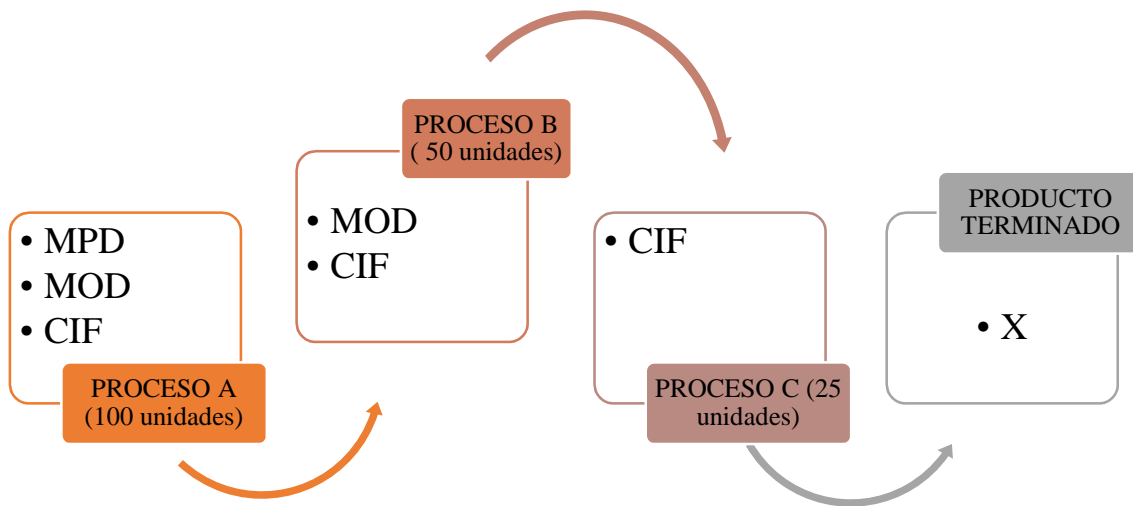 • MPD
• MOD
• CIF
PROCESO A
(100 unidades)
PROCESO B
( 50 unidades)
• MOD
• CIF
• CIF
PROCESO C (25
unidades)
PRODUCTO
TERMINADO
• X